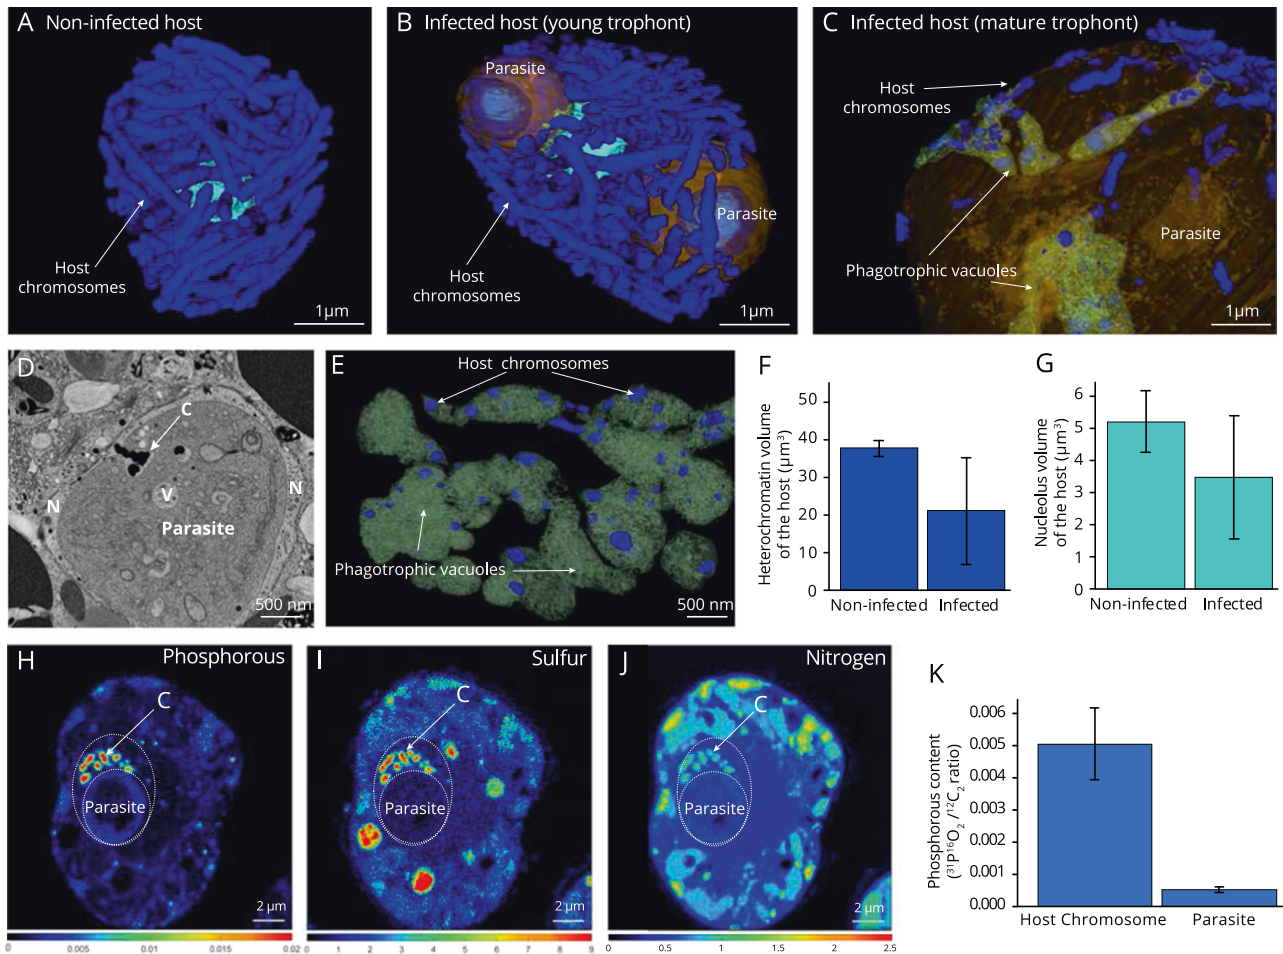 A Non-infected host
Host
chromosomes
1μm
B Infected host (young trophont)
Parasite
Parasite
Host
chromosomes
1μm
C Infected host (mature trophont)
Host
chromosomes
Parasite
Phagotrophic vacuoles
1μm
D
C
N
V
N
Parasite
500 nm
E
Host chromosomes
Phagotrophic vacuoles
500 nm
F
Heterochromatin volume
of the host (μm³)
50
40
30
20
10
0
Non-infected
Infected
G
Nucleolus volume
of the host (μm³)
6
5
4
3
2
1
0
Non-infected
Infected
H Phosphorous
C
Parasite
2 μm
0 0.005 0.01 0.015 0.02
I Sulfur
C
Parasite
2 μm
0 1 2 3 4 5 6 7 8 9
J Nitrogen
C
Parasite
2 μm
0 0.5 1 1.5 2 2.5
K
Phosphorous content
(³¹P¹⁶O₂ /¹²C₂ ratio)
0.006
0.005
0.004
0.003
0.002
0.001
0.000
Host Chromosome
Parasite